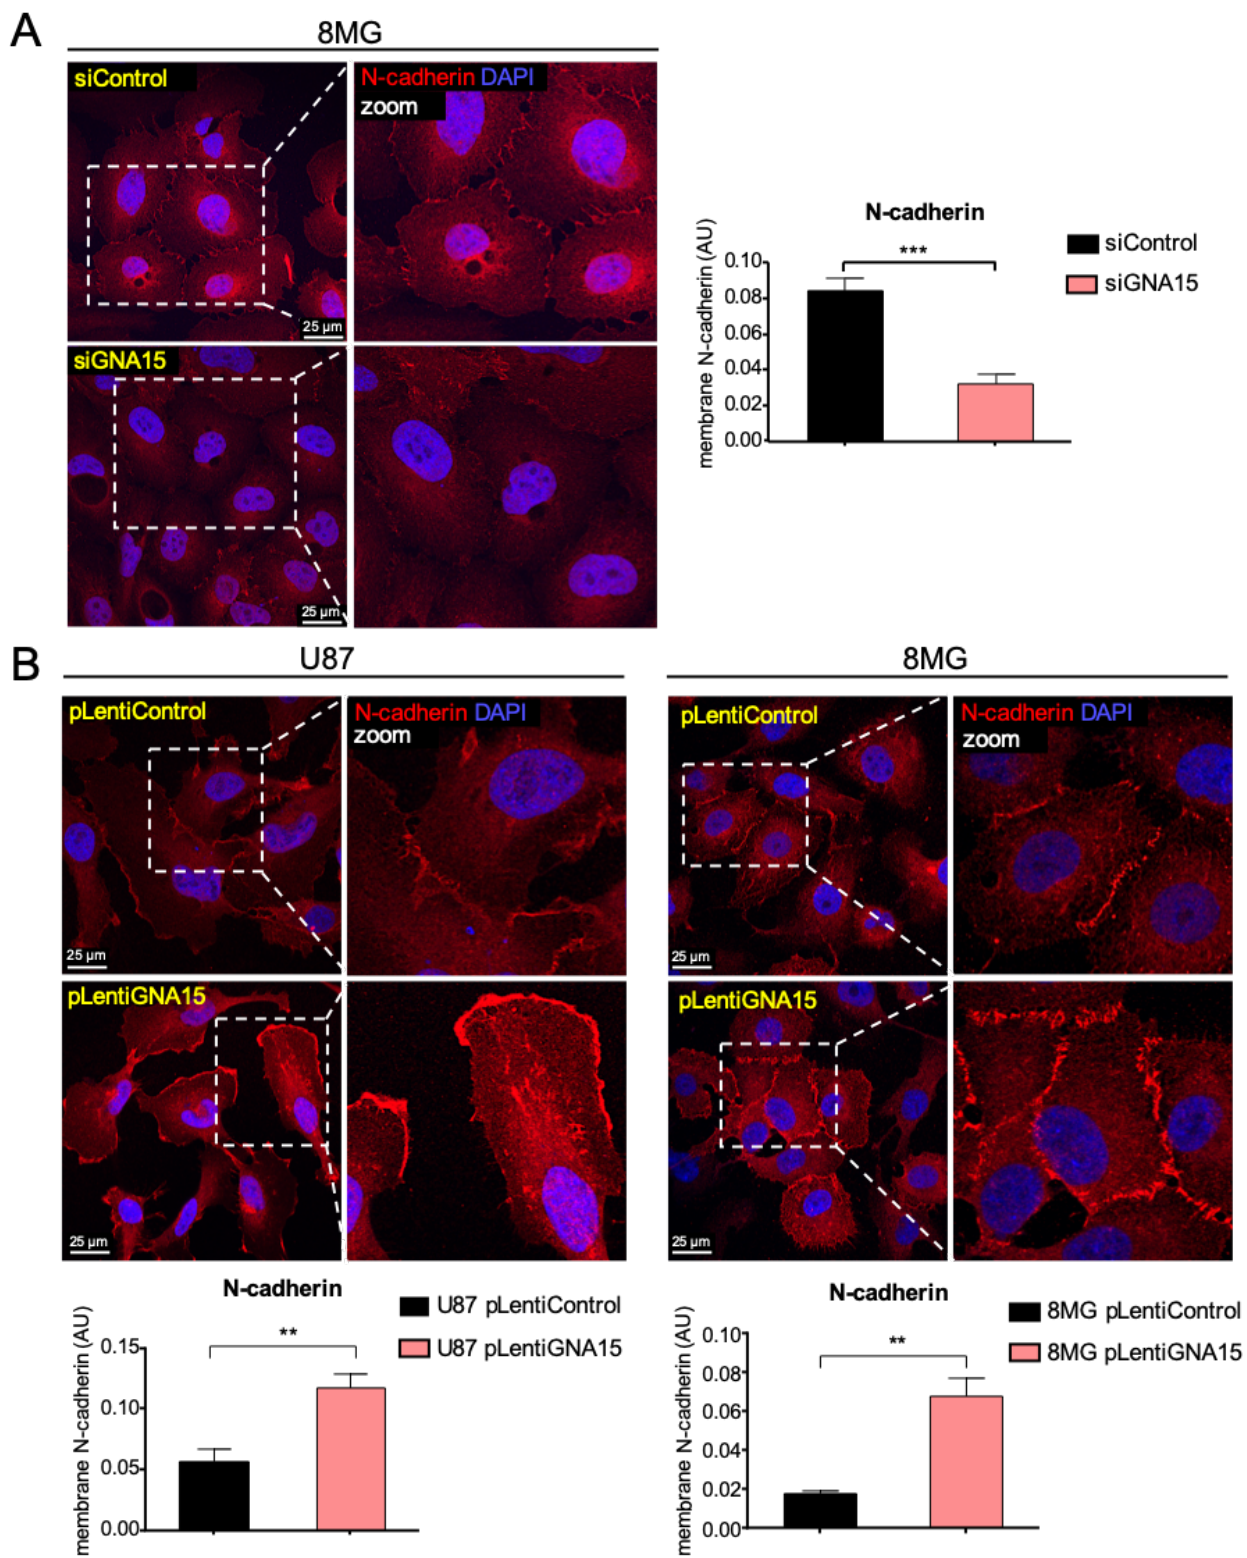 A
8MG
siControl
N-cadherin DAPI
zoom
25 µm
siGNA15
25 µm
N-cadherin
membrane N-cadherin (AU)
0.10
0.08
0.06
0.04
0.02
0.00
***
siControl
siGNA15
B
U87
pLentiControl
N-cadherin DAPI
zoom
25 µm
pLentiGNA15
25 µm
8MG
pLentiControl
N-cadherin DAPI
zoom
25 µm
pLentiGNA15
25 µm
N-cadherin
membrane N-cadherin (AU)
0.15
0.10
0.05
0.00
**
U87 pLentiControl
U87 pLentiGNA15
N-cadherin
membrane N-cadherin (AU)
0.10
0.08
0.06
0.04
0.02
0.00
**
8MG pLentiControl
8MG pLentiGNA15